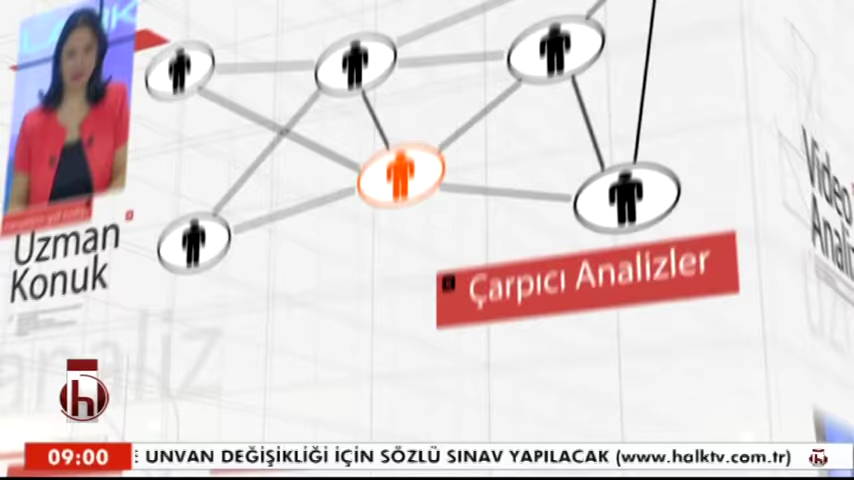 Uzman
Konuk
Çarpıcı Analizler
Video
Analiz
analiz
h
09:00
E UNVAN DEĞİŞİKLİĞİ İÇİN SÖZLÜ SINAV YAPILACAK (www.halktv.com.tr)